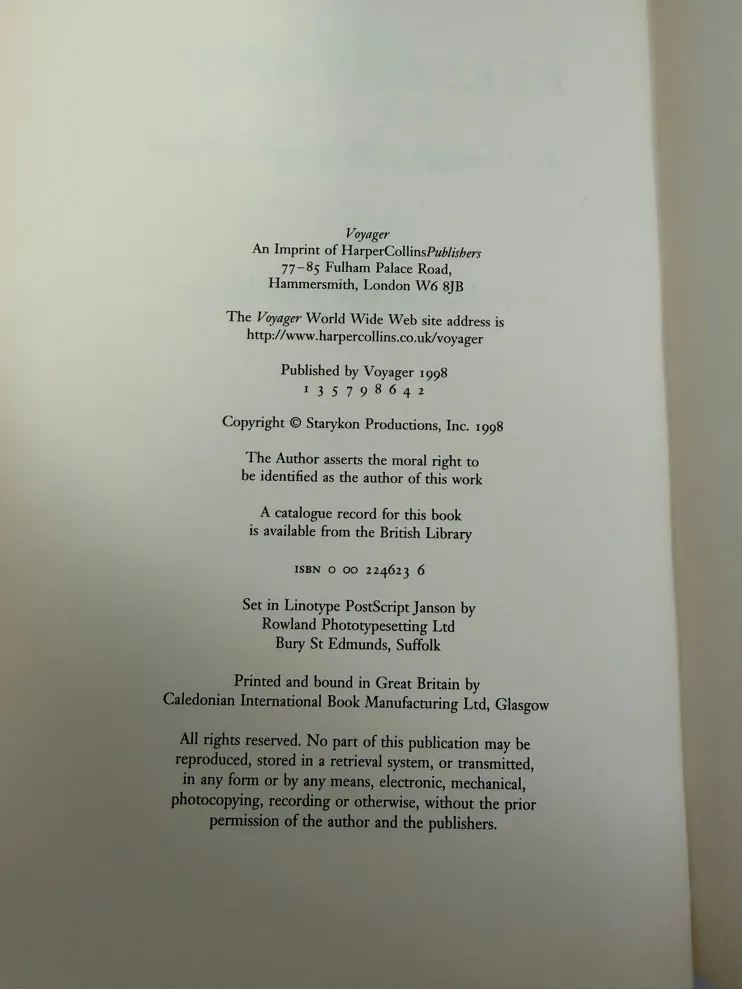 Voyager
An Imprint of HarperCollinsPublishers
77–85 Fulham Palace Road,
Hammersmith, London W6 8JB
The Voyager World Wide Web site address is
http://www.harpercollins.co.uk/voyager
Published by Voyager 1998
1 3 5 7 9 8 6 4 2
Copyright © Starykon Productions, Inc. 1998
The Author asserts the moral right to
be identified as the author of this work
A catalogue record for this book
is available from the British Library
ISBN 0 00 224623 6
Set in Linotype PostScript Janson by
Rowland Phototypesetting Ltd
Bury St Edmunds, Suffolk
Printed and bound in Great Britain by
Caledonian International Book Manufacturing Ltd, Glasgow
All rights reserved. No part of this publication may be
reproduced, stored in a retrieval system, or transmitted,
in any form or by any means, electronic, mechanical,
photocopying, recording or otherwise, without the prior
permission of the author and the publishers.